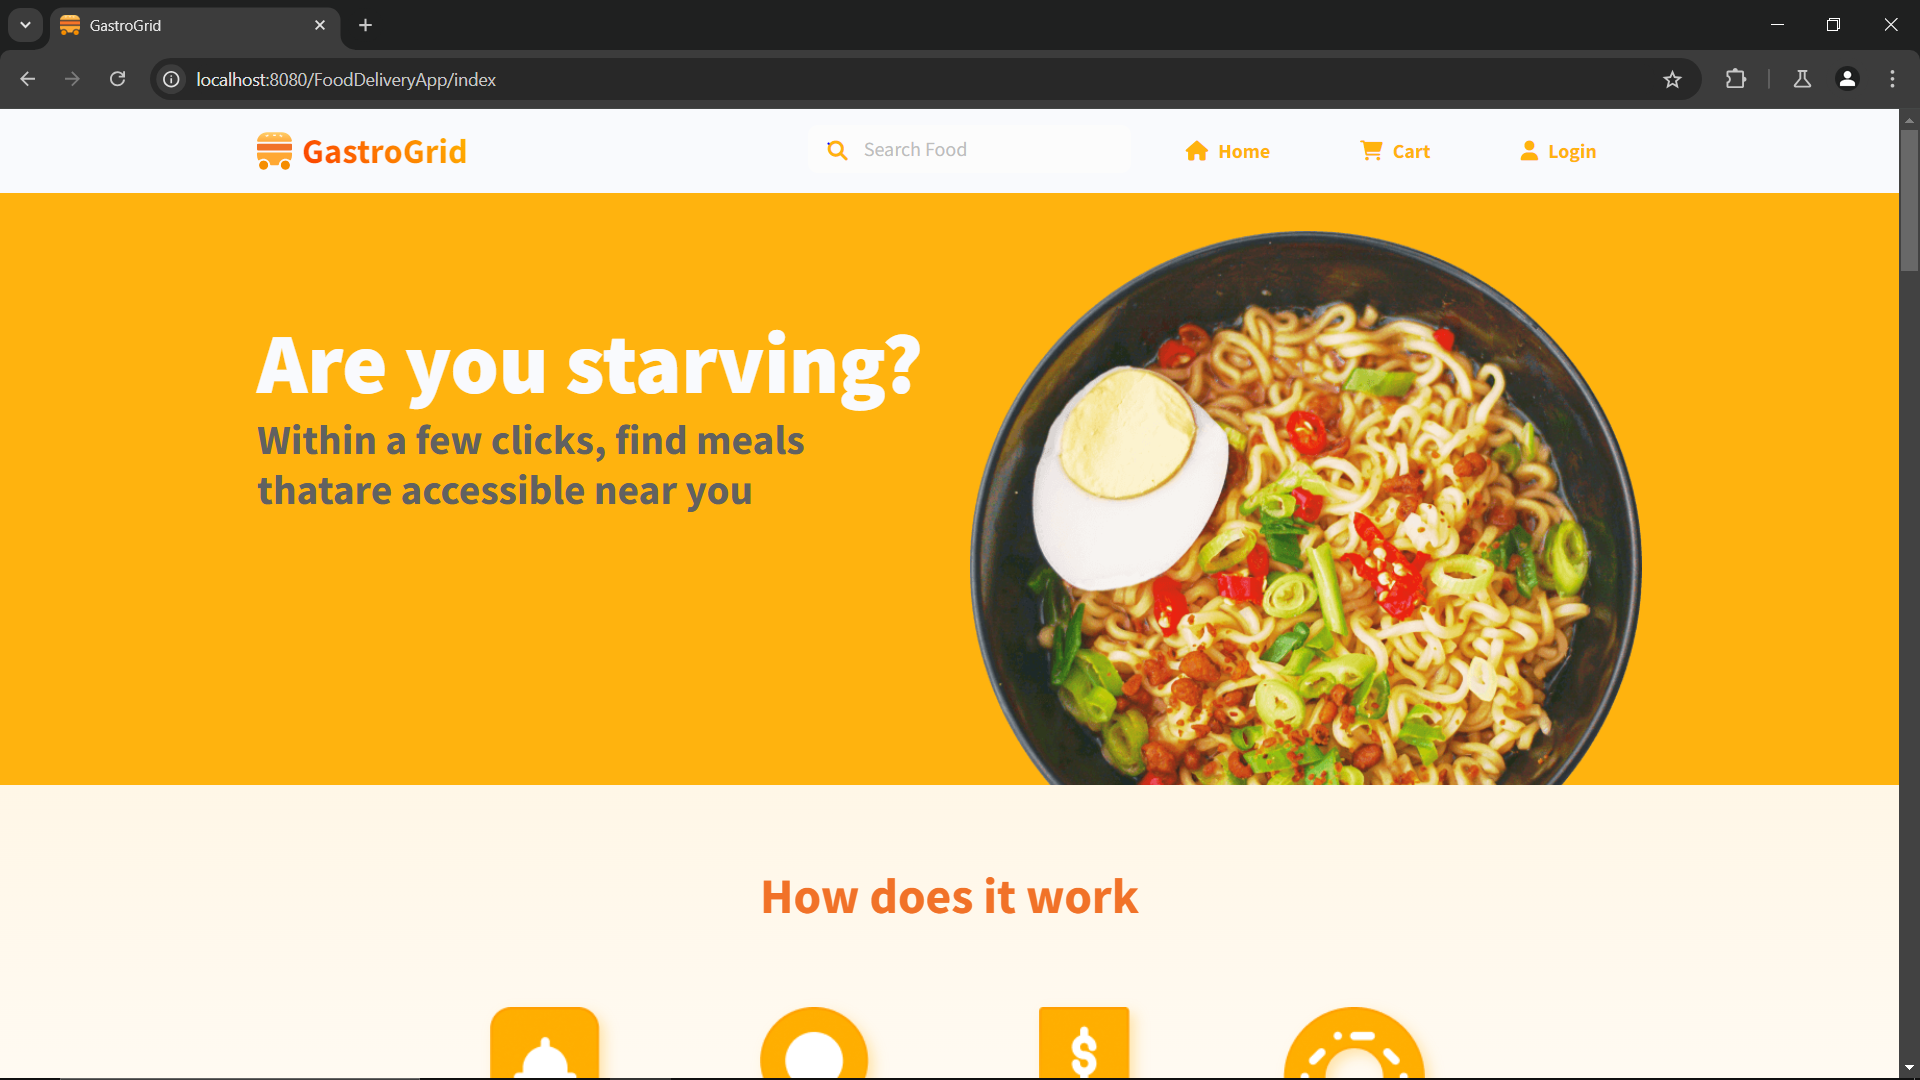 GastroGrid
localhost:8080/FoodDeliveryApp/index
GastroGrid
Search Food
Home
Cart
Login
Are you starving?
Within a few clicks, find meals
thatare accessible near you
How does it work
$